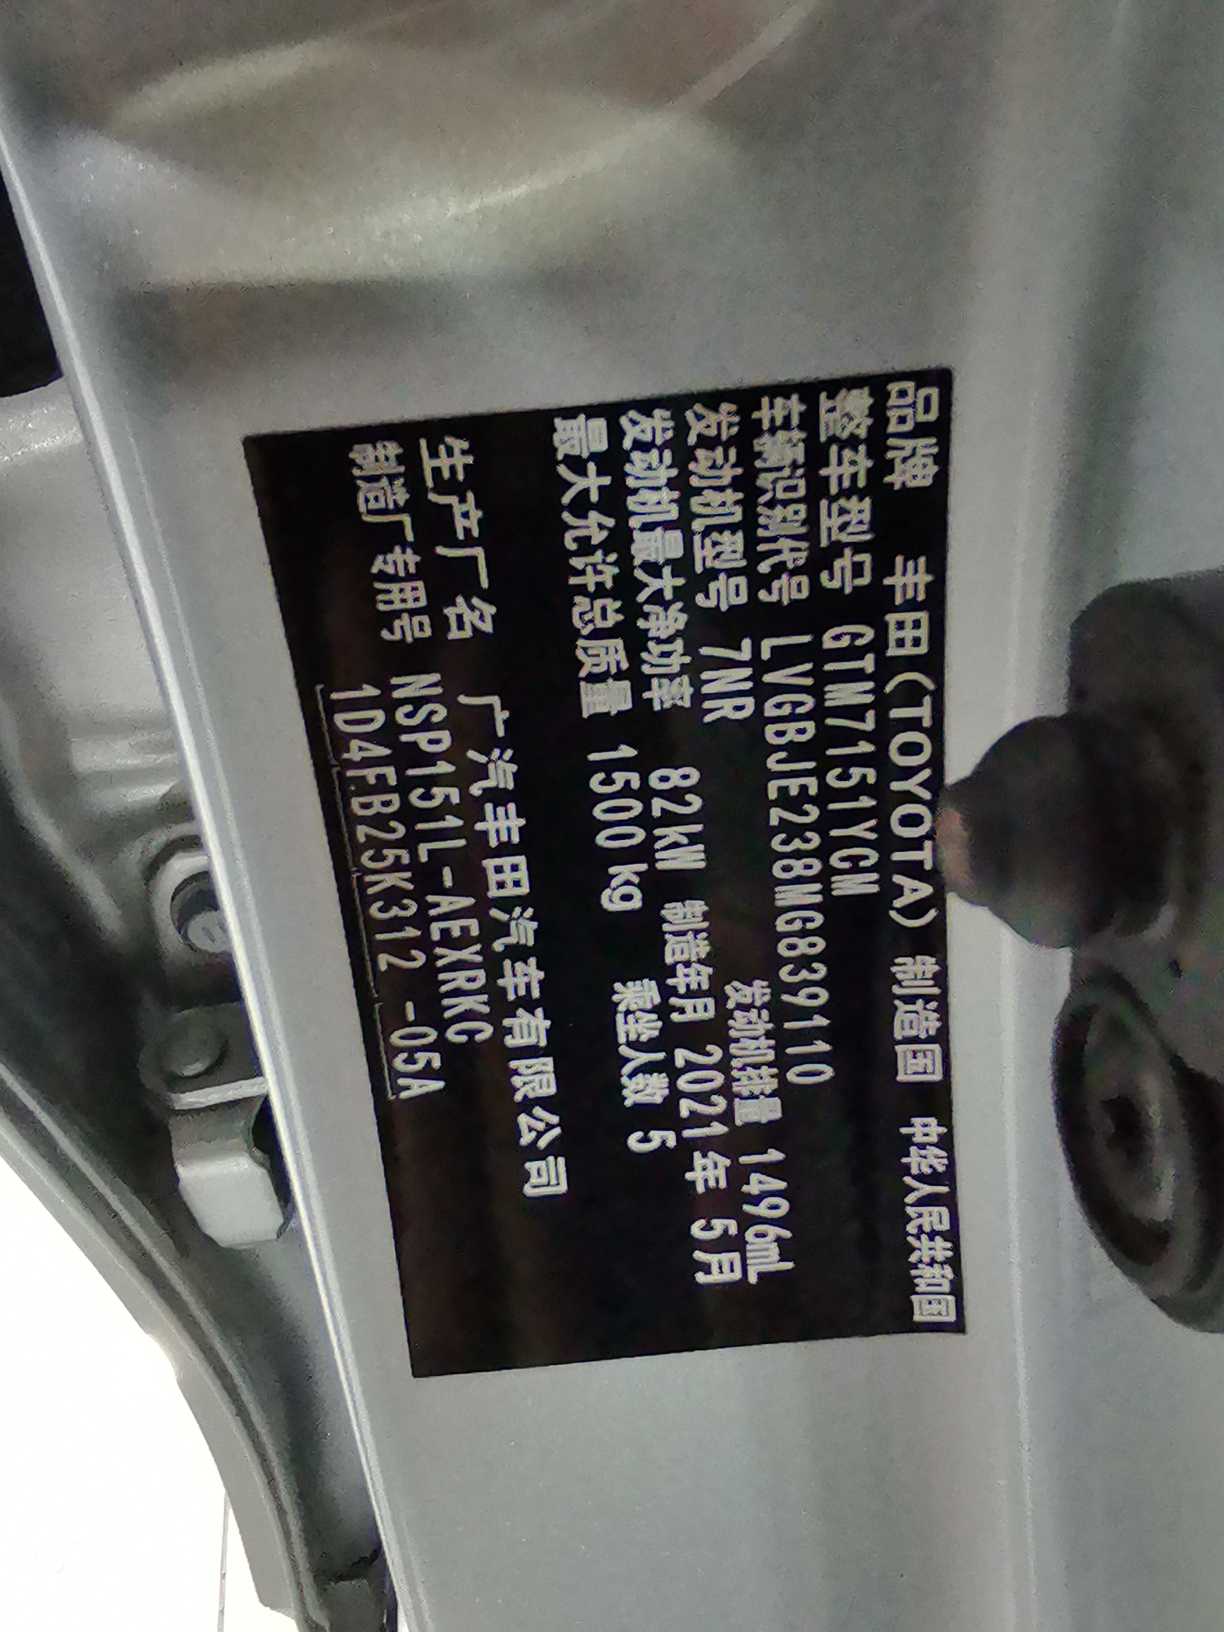 品牌 丰田(TOYOTA) 制造国 中华人民共和国
整车型号 GTM7151YGM
车辆识别代号 LVGBJE238MG839110
发动机型号 7NR 发动机排量 1496mL
发动机最大净功率 82kW 制造年月 2021年 5月
最大允许总质量 1500kg 乘坐人数 5
生产厂名 广汽丰田汽车有限公司
制造厂专用号 NSP151L-AEXRKC
1D4F.B25K312 -05A